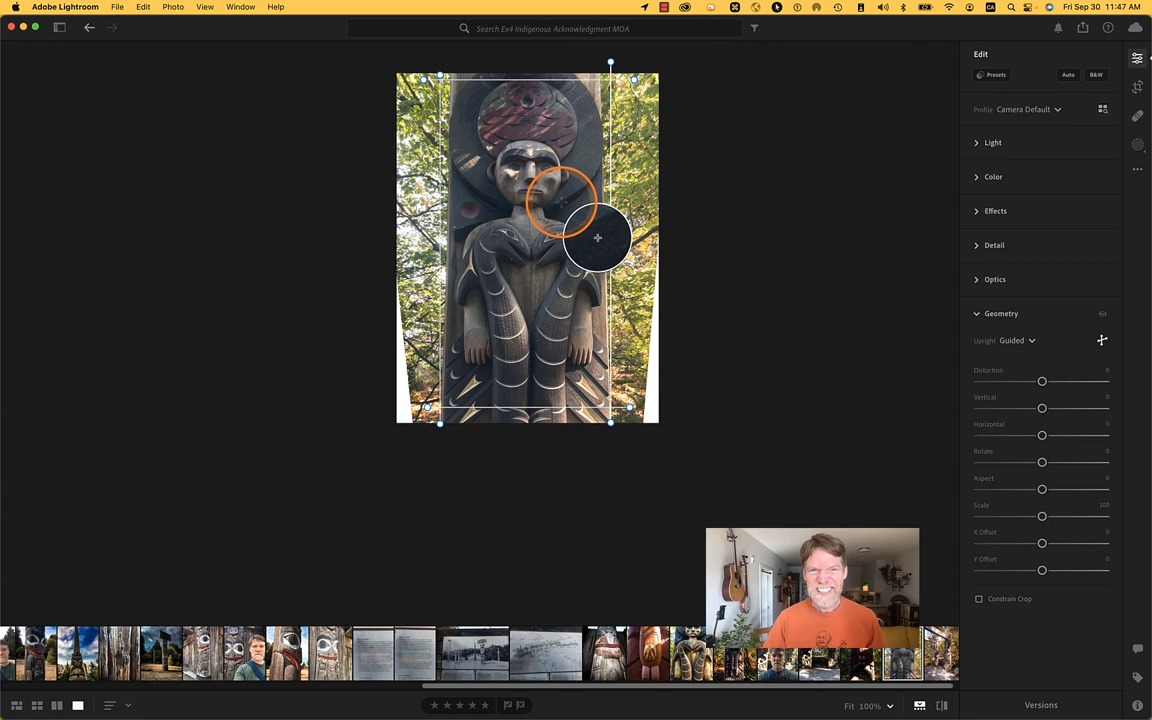 Adobe Lightroom File Edit Photo View Window Help CA Fri Sep 30 11:47 AM
Search Ex4 Indigenous Acknowledgment MOA
Edit
Presets Auto B&W
Profile Camera Default
Light
Color
Effects
Detail
Optics
Geometry
Upright Guided
Distortion 0
Vertical 0
Horizontal 0
Rotate 0
Aspect 0
Scale 100
X Offset 0
Y Offset 0
Constrain Crop
Fit 100% Versions